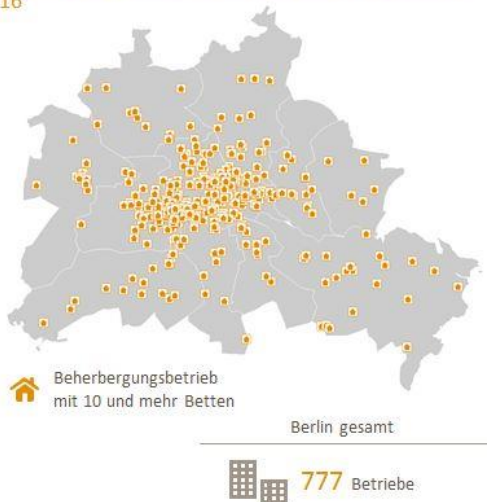 16
Beherbergungsbetrieb
mit 10 und mehr Betten
Berlin gesamt
777 Betriebe